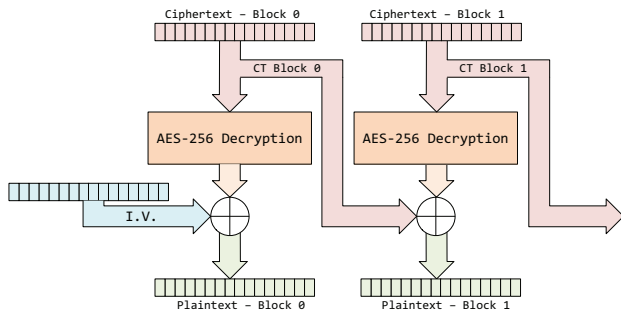 Ciphertext – Block 0
Ciphertext – Block 1
CT Block 0
CT Block 1
AES-256 Decryption
AES-256 Decryption
I.V.
Plaintext – Block 0
Plaintext – Block 1